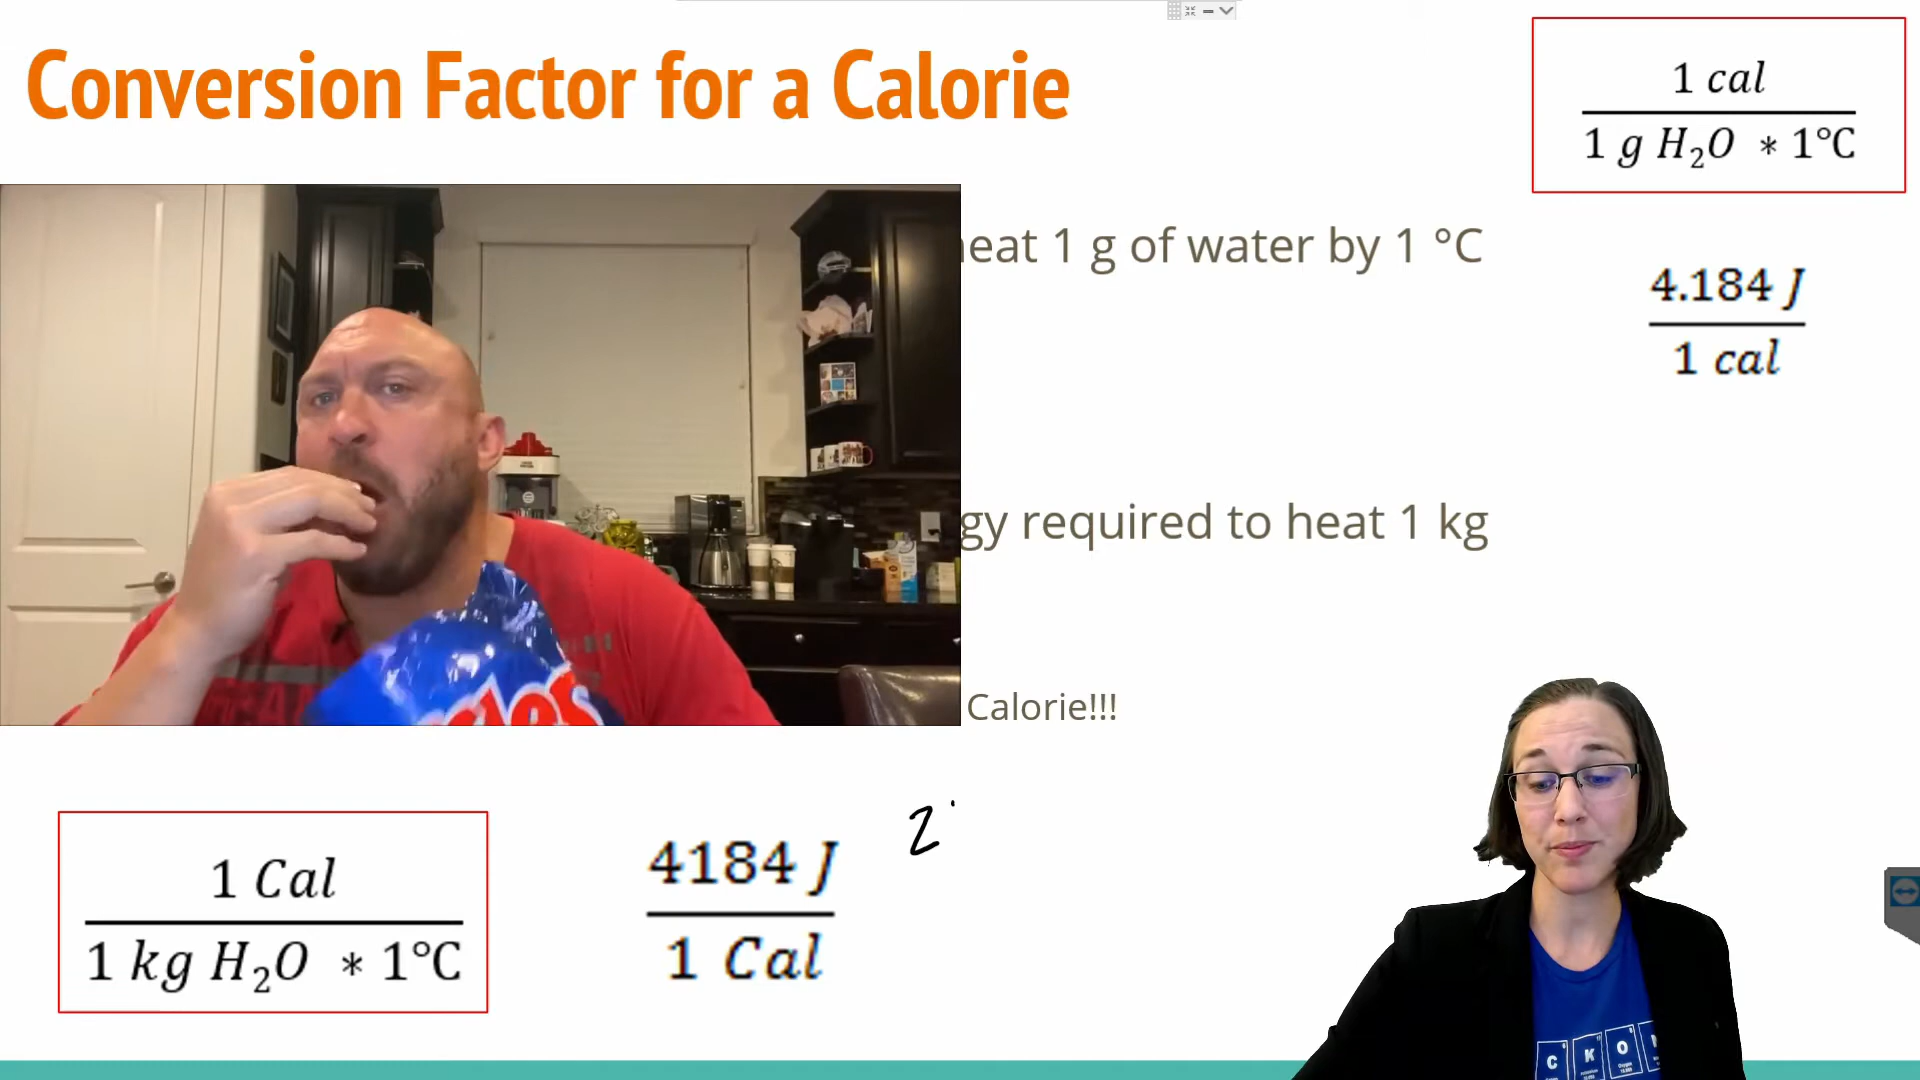 Conversion Factor for a Calorie
1 cal
1 g H₂O * 1°C
eat 1 g of water by 1 °C
4.184 J
1 cal
gy required to heat 1 kg
Calorie!!!
1 Cal
1 kg H₂O * 1°C
4184 J
1 Cal
2
C K O